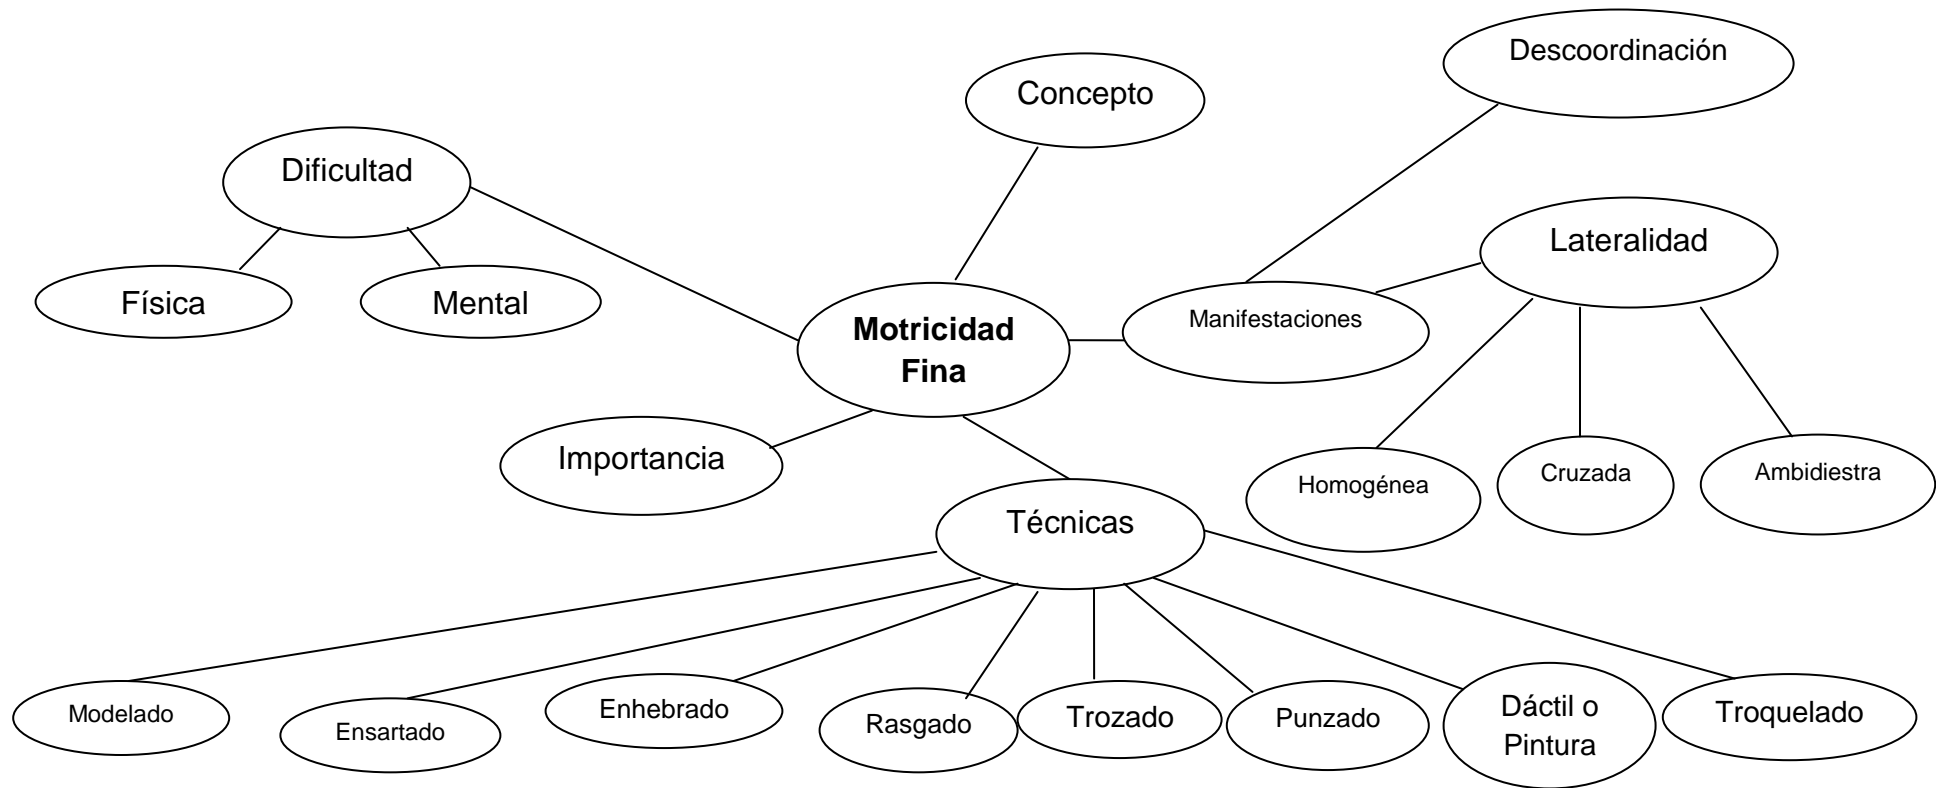 Descoordinación
Concepto
Dificultad
Lateralidad
Física
Mental
Manifestaciones
Motricidad
Fina
Importancia
Homogénea
Cruzada
Ambidiestra
Técnicas
Modelado
Ensartado
Enhebrado
Rasgado
Trozado
Punzado
Dáctil o
Pintura
Troquelado